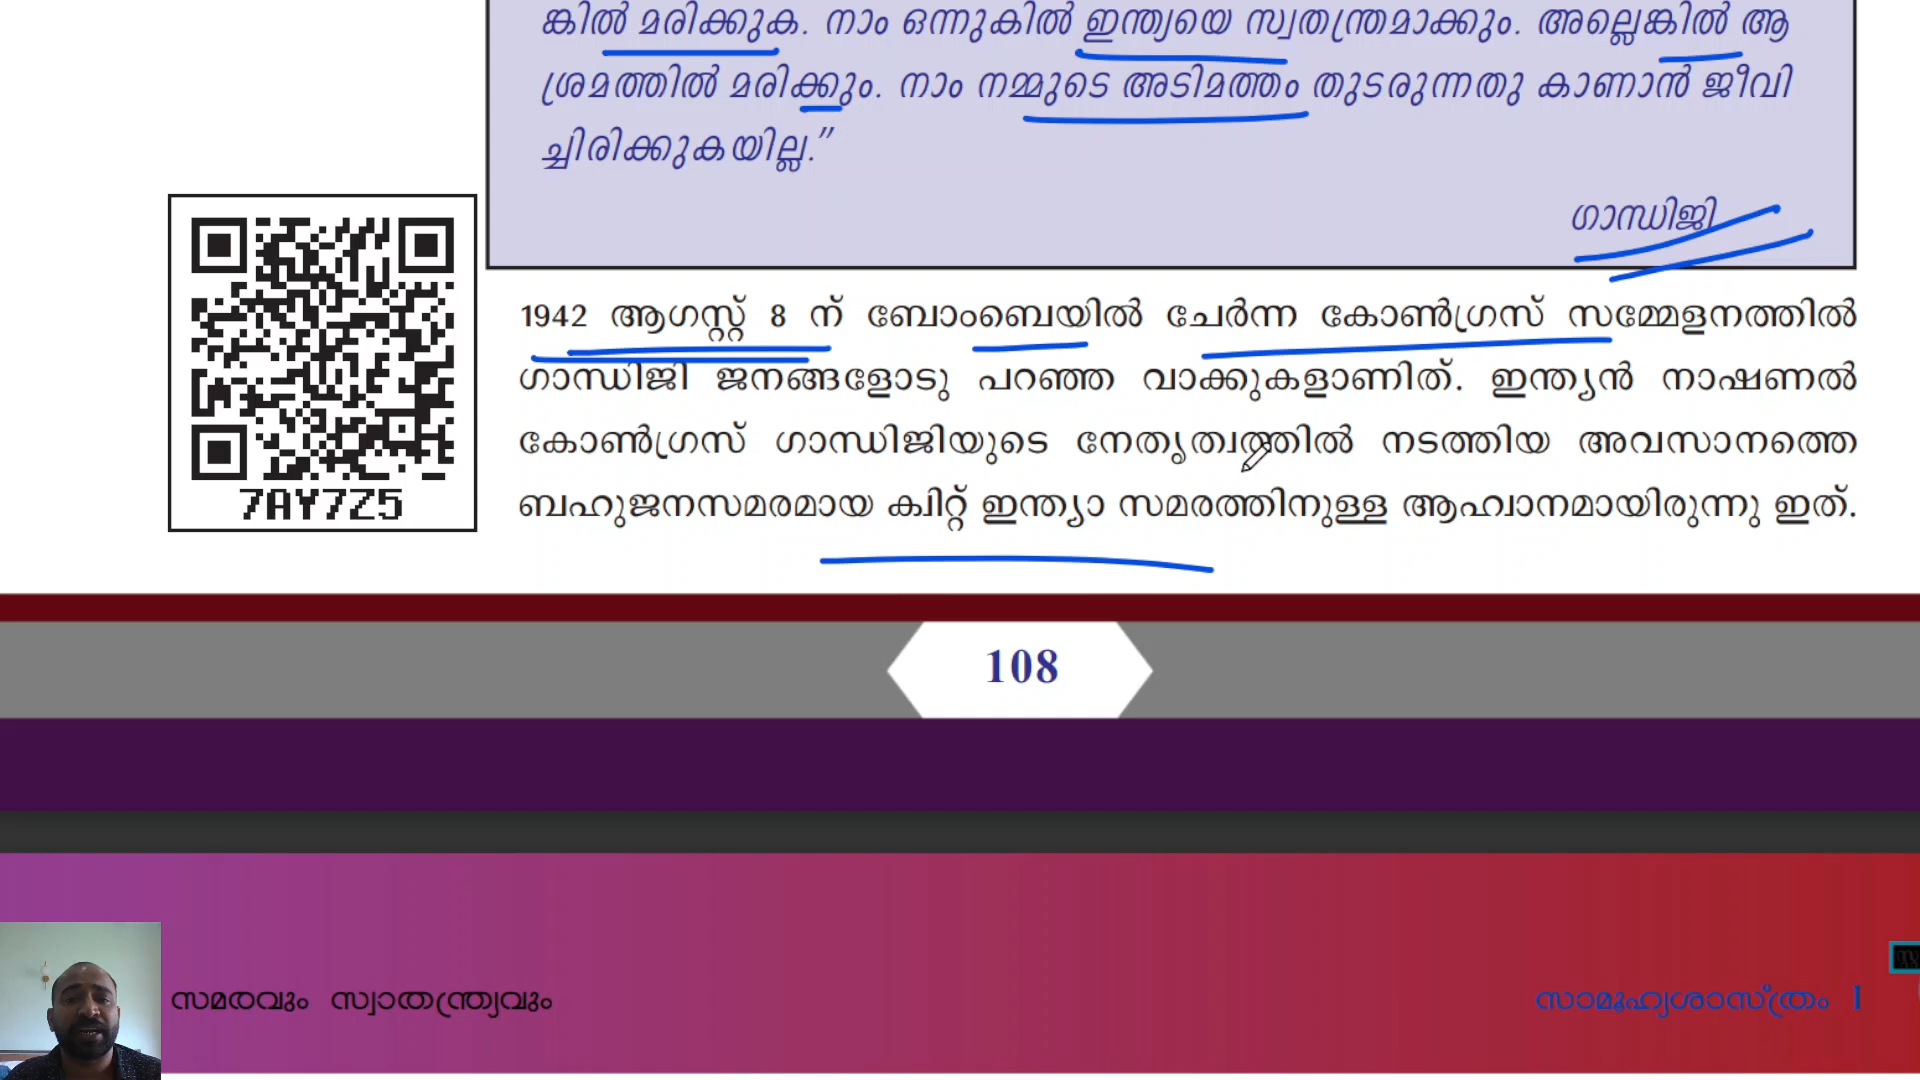 ങ്കിൽ മരിക്കുക. നാം ഒന്നുകിൽ ഇന്ത്യയെ സ്വതന്ത്രമാക്കും. അല്ലെങ്കിൽ ആ
ശ്രമത്തിൽ മരിക്കും. നാം നമ്മുടെ അടിമത്തം തുടരുന്നതു കാണാൻ ജീവി
ച്ചിരിക്കുകയില്ല.”
ഗാന്ധിജി
1942 ആഗസ്റ്റ് 8 ന് ബോംബെയിൽ ചേർന്ന കോൺഗ്രസ് സമ്മേളനത്തിൽ
ഗാന്ധിജി ജനങ്ങളോടു പറഞ്ഞ വാക്കുകളാണിത്. ഇന്ത്യൻ നാഷണൽ
കോൺഗ്രസ് ഗാന്ധിജിയുടെ നേതൃത്വത്തിൽ നടത്തിയ അവസാനത്തെ
ബഹുജനസമരമായ ക്വിറ്റ് ഇന്ത്യാ സമരത്തിനുള്ള ആഹ്വാനമായിരുന്നു ഇത്.
7AY7Z5
108
സമരവും സ്വാതന്ത്ര്യവും
സാമൂഹ്യശാസ്ത്രം I